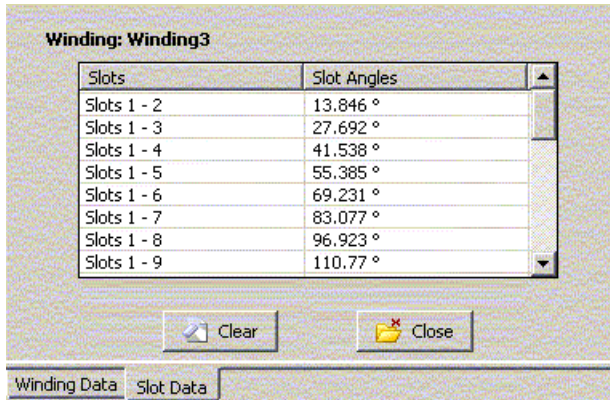 Winding: Winding3
Slots Slot Angles
Slots 1 - 2 13.846 °
Slots 1 - 3 27.692 °
Slots 1 - 4 41.538 °
Slots 1 - 5 55.385 °
Slots 1 - 6 69.231 °
Slots 1 - 7 83.077 °
Slots 1 - 8 96.923 °
Slots 1 - 9 110.77 °
Clear Close
Winding Data Slot Data